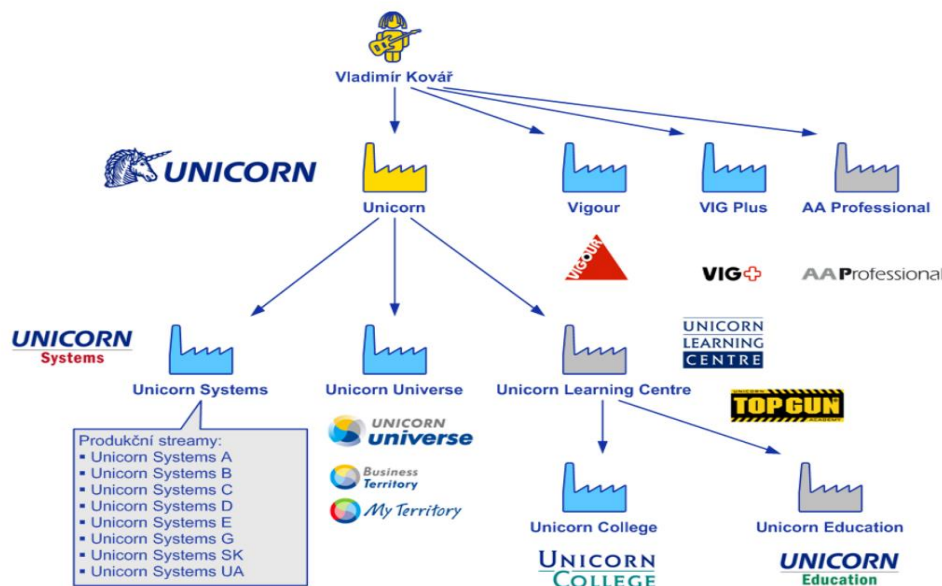 Vladimír Kovář
UNICORN
Unicorn
Vigour
VIG Plus
AA Professional
VIGOUR
VIG
AAProfessional
UNICORN
Systems
UNICORN
LEARNING
CENTRE
Unicorn Systems
Unicorn Universe
Unicorn Learning Centre
UNICORN
TOPGUN
ACADEMY
Produkční streamy:
▪ Unicorn Systems A
▪ Unicorn Systems B
▪ Unicorn Systems C
▪ Unicorn Systems D
▪ Unicorn Systems E
▪ Unicorn Systems G
▪ Unicorn Systems SK
▪ Unicorn Systems UA
UNICORN
universe
Business
Territory
My Territory
Unicorn College
Unicorn Education
UNICORN
COLLEGE
UNICORN
Education